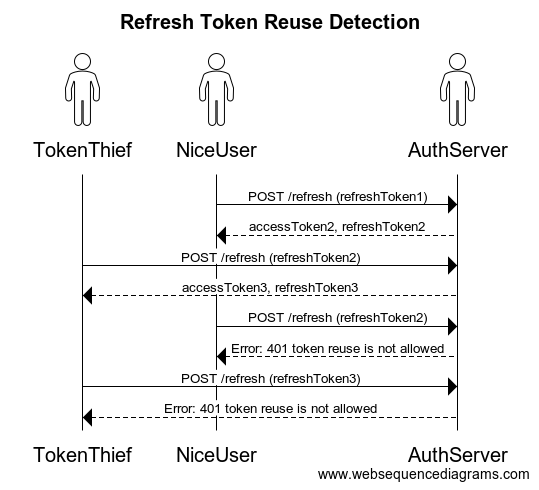 Refresh Token Reuse Detection
TokenThief NiceUser AuthServer
POST /refresh (refreshToken1)
accessToken2, refreshToken2
POST /refresh (refreshToken2)
accessToken3, refreshToken3
POST /refresh (refreshToken2)
Error: 401 token reuse is not allowed
POST /refresh (refreshToken3)
Error: 401 token reuse is not allowed
TokenThief NiceUser AuthServer
www.websequencediagrams.com